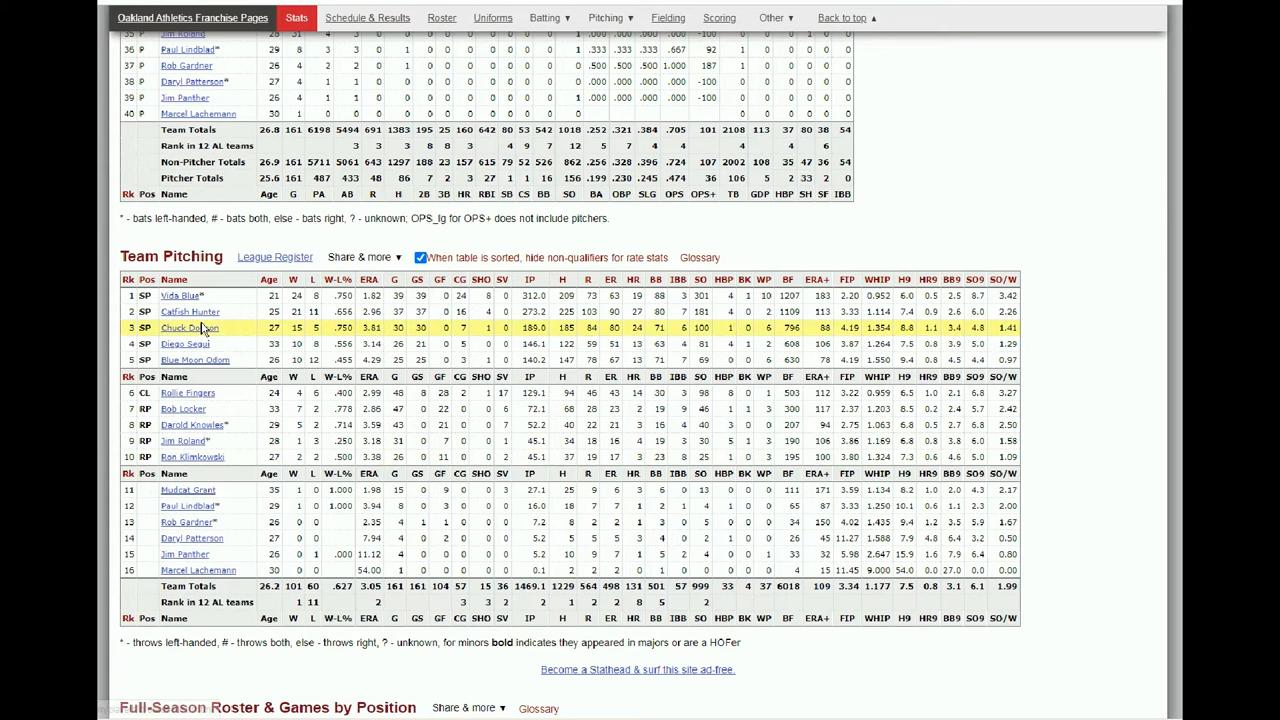 Oakland Athletics Franchise Pages Stats Schedule & Results Roster Uniforms Batting ▼ Pitching ▼ Fielding Scoring Other ▼ Back to top ▲
35 P Jim Roland 28 31 4 3 0 0 0 0 0 0 0 0 1 .000 .000 .000 .000 -100 0 0 1 0 0
36 P Paul Lindblad* 29 8 3 3 0 1 0 0 0 0 0 0 0 1 .333 .333 .333 .667 92 1 0 0 0 0 0
37 P Rob Gardner 26 4 2 2 0 1 0 0 0 0 0 0 0 0 .500 .500 .500 1.000 187 1 0 0 0 0 0
38 P Daryl Patterson* 27 4 1 1 0 0 0 0 0 0 0 0 0 0 .000 .000 .000 .000 -100 0 0 0 0 0 0
39 P Jim Panther 26 4 1 1 0 0 0 0 0 0 0 0 0 1 .000 .000 .000 .000 -100 0 0 0 0 0 0
40 P Marcel Lachemann 30 1 0 0 0 0 0 0 0 0 0 0 0 0 0 0 0 0 0 0
Team Totals 26.8 161 6198 5494 691 1383 195 25 160 642 80 53 542 1018 .252 .321 .384 .705 101 2108 113 37 80 38 54
Rank in 12 AL teams 3 3 3 8 8 3 4 9 7 12 5 7 4 4 4 6
Non-Pitcher Totals 26.9 161 5711 5061 643 1297 188 23 157 615 79 52 526 862 .256 .328 .396 .724 107 2002 108 35 47 36 54
Pitcher Totals 25.6 161 487 433 48 86 7 2 3 27 1 1 16 156 .199 .230 .245 .474 36 106 5 2 33 2 0
Rk Pos Name Age G PA AB R H 2B 3B HR RBI SB CS BB SO BA OBP SLG OPS OPS+ TB GDP HBP SH SF IBB
* - bats left-handed, # - bats both, else - bats right, ? - unknown; OPS_lg for OPS+ does not include pitchers.
Team Pitching League Register Share & more ▼ When table is sorted, hide non-qualifiers for rate stats Glossary
Rk Pos Name Age W L W-L% ERA G GS GF CG SHO SV IP H R ER HR BB IBB SO HBP BK WP BF ERA+ FIP WHIP H9 HR9 BB9 SO9 SO/W
1 SP Vida Blue* 21 24 8 .750 1.82 39 39 0 24 8 0 312.0 209 73 63 19 88 3 301 4 1 10 1207 183 2.20 0.952 6.0 0.5 2.5 8.7 3.42
2 SP Catfish Hunter 25 21 11 .656 2.96 37 37 0 16 4 0 273.2 225 103 90 27 80 7 181 4 0 2 1102 113 3.53 1.114 7.4 0.9 2.6 6.0 2.26
3 SP Chuck Do on 27 15 5 .750 3.81 30 30 0 7 1 0 189.0 185 84 80 24 71 6 100 1 0 6 796 88 4.19 1.354 8.8 1.1 3.4 4.8 1.41
4 SP Diego Segui 33 10 8 .556 3.14 26 21 0 5 0 0 146.1 122 59 51 13 63 4 81 4 1 2 608 106 3.87 1.264 7.5 0.8 3.9 5.0 1.29
5 SP Blue Moon Odom 26 10 12 .455 4.29 25 25 0 3 1 0 140.2 147 78 67 13 71 7 69 0 0 6 630 78 4.19 1.550 9.4 0.8 4.5 4.4 0.97
Rk Pos Name Age W L W-L% ERA G GS GF CG SHO SV IP H R ER HR BB IBB SO HBP BK WP BF ERA+ FIP WHIP H9 HR9 BB9 SO9 SO/W
6 CL Rollie Fingers 24 4 6 .400 2.99 48 8 28 2 1 17 129.1 94 46 43 14 30 3 98 8 0 1 503 112 3.22 0.959 6.5 1.0 2.1 6.8 3.27
7 RP Bob Locker 33 7 2 .778 2.86 47 0 22 0 0 6 72.1 68 28 23 2 19 9 46 1 1 3 300 117 2.35 1.203 8.5 0.2 2.4 5.7 2.42
8 RP Darold Knowles* 29 5 2 .714 3.59 43 0 21 0 0 7 52.2 40 22 21 3 16 4 40 3 0 2 207 94 2.75 1.063 6.8 0.5 2.7 6.8 2.50
9 RP Jim Roland* 28 1 3 .250 3.18 31 0 7 0 0 1 45.1 34 18 16 4 19 3 30 5 1 3 190 106 3.86 1.169 6.8 0.8 3.8 6.0 1.58
10 RP Ron Klimkowski 27 2 2 .500 3.38 26 0 11 0 0 2 45.1 37 19 17 3 23 8 25 1 0 1 195 100 3.80 1.324 7.3 0.6 4.6 5.0 1.09
Rk Pos Name Age W L W-L% ERA G GS GF CG SHO SV IP H R ER HR BB IBB SO HBP BK WP BF ERA+ FIP WHIP H9 HR9 BB9 SO9 SO/W
11 Mudcat Grant 35 1 0 1.000 1.98 15 0 9 0 0 3 27.1 25 9 6 3 6 0 13 0 0 0 111 171 3.59 1.134 8.2 1.0 2.0 4.3 2.17
12 Paul Lindblad* 29 1 0 1.000 3.94 8 0 3 0 0 0 16.0 18 7 7 1 2 1 4 0 0 0 65 87 3.33 1.250 10.1 0.6 1.1 2.3 2.00
13 Rob Gardner* 26 0 0 2.35 4 1 1 0 0 0 7.2 8 2 2 1 3 0 5 0 0 0 34 150 4.02 1.435 9.4 1.2 3.5 5.9 1.67
14 Daryl Patterson 27 0 0 7.94 4 0 2 0 0 0 5.2 5 5 5 3 4 0 2 2 0 0 26 45 11.27 1.588 7.9 4.8 6.4 3.2 0.50
15 Jim Panther 26 0 1 .000 11.12 4 0 0 0 0 0 5.2 10 9 7 1 5 2 4 0 0 1 33 32 5.98 2.647 15.9 1.6 7.9 6.4 0.80
16 Marcel Lachemann 30 0 0 54.00 1 0 0 0 0 0 0.1 2 2 2 0 1 0 0 0 0 0 4 15 11.45 9.000 54.0 0.0 27.0 0.0 0.00
Team Totals 26.2 101 60 .627 3.05 161 161 104 57 15 36 1469.1 1229 564 498 131 501 57 999 33 4 37 6018 109 3.34 1.177 7.5 0.8 3.1 6.1 1.99
Rank in 12 AL teams 1 11 2 3 3 2 2 1 2 2 8 5 2
Rk Pos Name Age W L W-L% ERA G GS GF CG SHO SV IP H R ER HR BB IBB SO HBP BK WP BF ERA+ FIP WHIP H9 HR9 BB9 SO9 SO/W
* - throws left-handed, # - throws both, else - throws right, ? - unknown, for minors bold indicates they appeared in majors or are a HOFer
Become a Stathead & surf this site ad-free.
Full-Season Roster & Games by Position Share & more ▼ Glossary